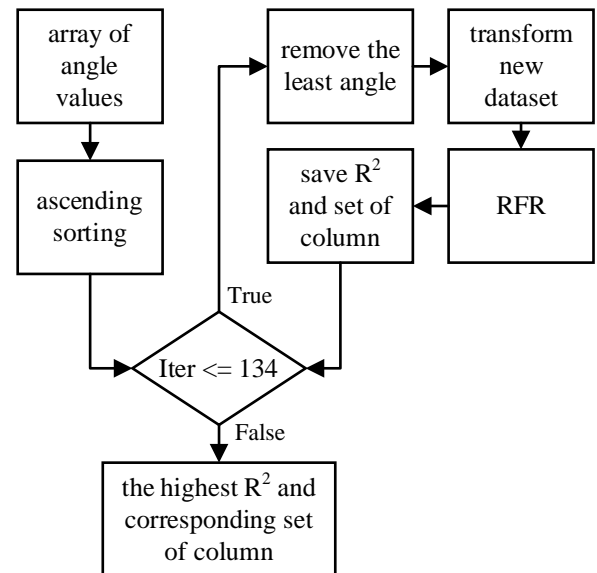 array of
angle
values
ascending
sorting
remove the
least angle
transform
new
dataset
RFR
save R²
and set of
column
True
Iter <= 134
False
the highest R² and
corresponding set
of column